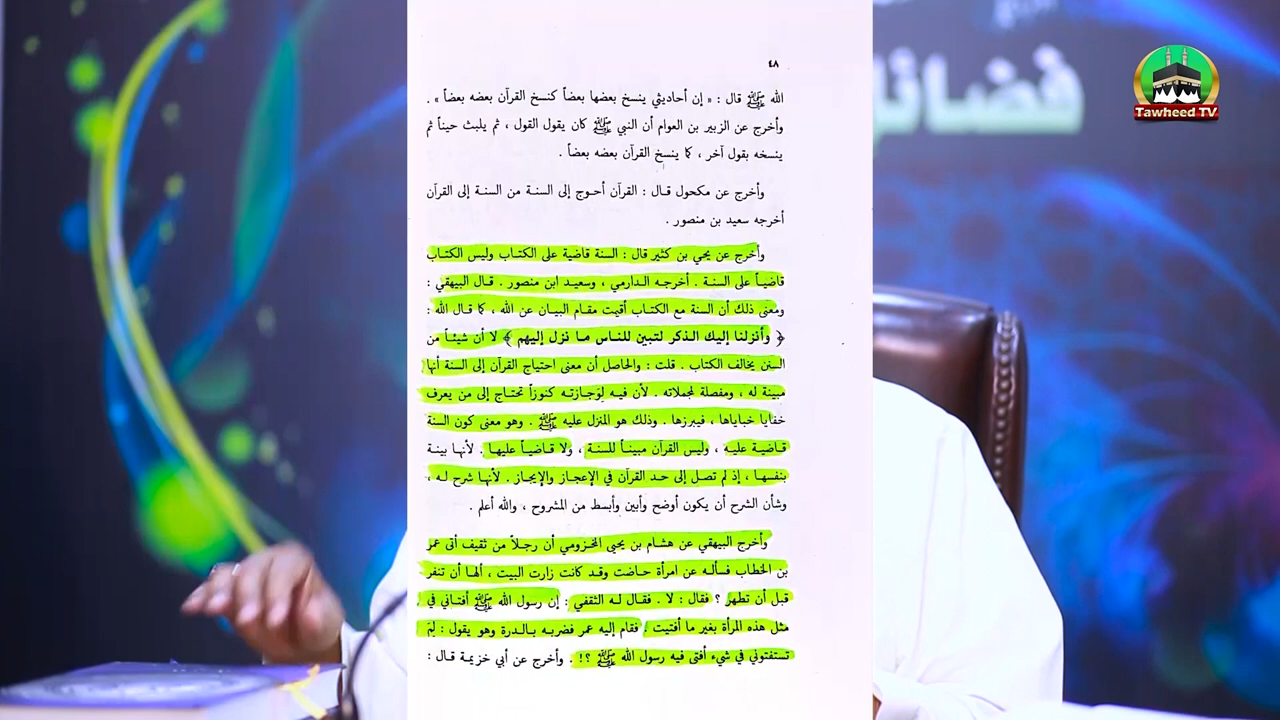 ٤٨
الله ﷺ قال : « إن أحاديثي ينسخ بعضها بعضاً كنسخ القرآن بعضه بعضاً » .
وأخرج عن الزبير بن العوام أن النبي ﷺ كان يقول القول ، ثم يلبث حيناً ثم
ينسخه بقول آخر ، كما ينسخ القرآن بعضه بعضاً .
وأخرج عن مكحول قال : القرآن أحوج إلى السنة من السنة إلى القرآن
أخرجه سعيد بن منصور .
وأخرج عن يحيي بن كثير قال : السنة قاضية على الكتاب وليس الكتاب
قاضياً على السنة . أخرجه الدارمي ، وسعيد ابن منصور . قال البيهقي :
ومعنى ذلك أن السنة مع الكتاب أقيمت مقام البيان عن الله ، كما قال الله :
﴿ وأنزلنا إليك الذكر لتبين للناس ما نزل إليهم ﴾ لا أن شيئاً من
السنن يخالف الكتاب . قلت : والحاصل أن معنى احتياج القرآن إلى السنة أنها
مبينة له ، ومفصلة لمجملاته . لأن فيه لِوَجازته كنوزاً تحتاج إلى من يعرف
خفايا خباياها ، فيبرزها . وذلك هو المنزل عليه ﷺ . وهو معنى كون السنة
قاضية عليه ، وليس القرآن مبيناً للسنة ، ولا قاضياً عليها . لأنها بينة
بنفسها ، إذ لم تصل إلى حد القرآن في الإعجاز والإيجاز . لأنها شرح له ،
وشأن الشرح أن يكون أوضح وأبين وأبسط من المشروح ، والله أعلم .
وأخرج البيهقي عن هشام بن يحيى المخزومي أن رجلاً من ثقيف أتى عمر
بن الخطاب فسأله عن امرأة حاضت وقد كانت زارت البيت ، ألها أن تنفر
قبل أن تطهر ؟ فقال : لا . فقال له الثقفي : إن رسول الله ﷺ أفتاني في
مثل هذه المرأة بغير ما أفتيت . فقام إليه عمر فضربه بالدرة وهو يقول : لِمَ
تستفتوني في شيء أفتى فيه رسول الله ﷺ ؟! . وأخرج عن أبي خزيمة قال :
Tawheed TV